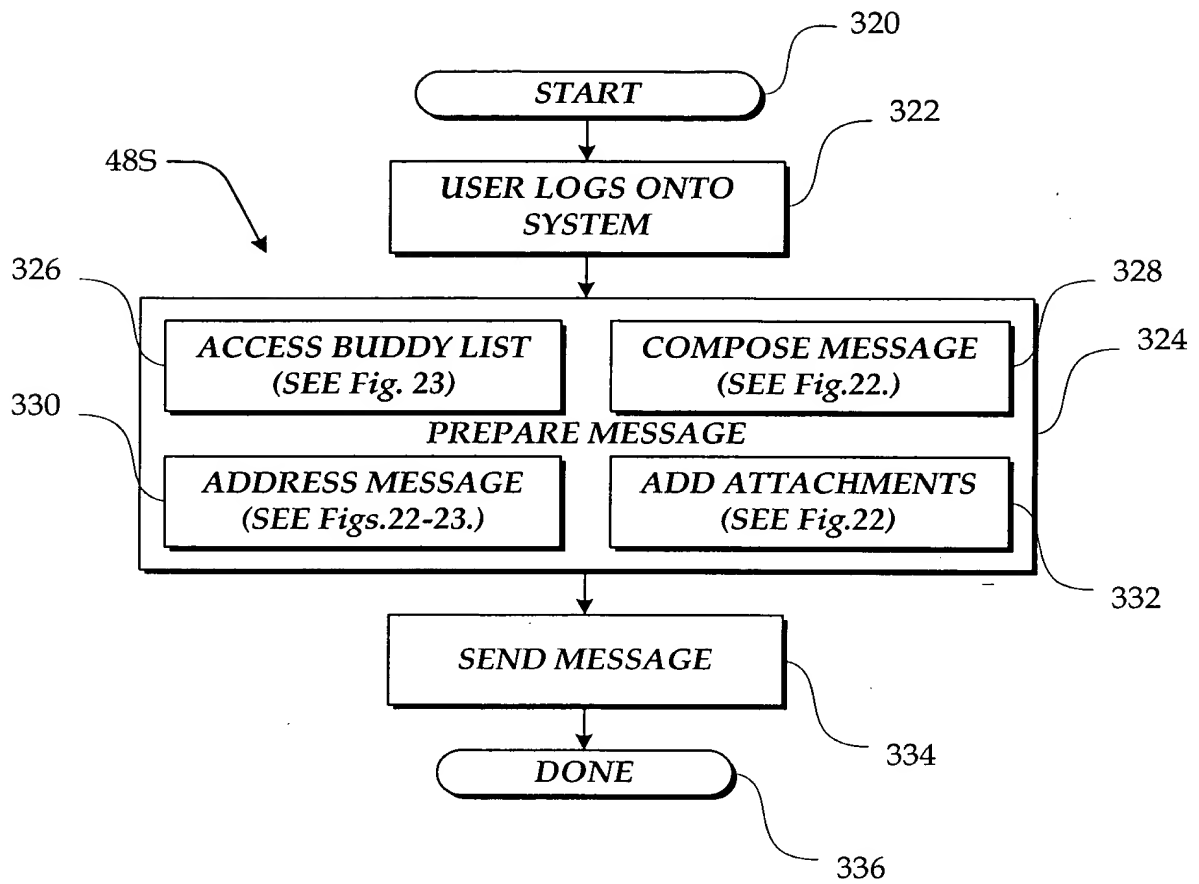 320
START
322
48S
USER LOGS ONTO
SYSTEM
326
328
ACCESS BUDDY LIST
(SEE Fig. 23)
COMPOSE MESSAGE
(SEE Fig.22.)
324
330
PREPARE MESSAGE
ADDRESS MESSAGE
(SEE Figs.22-23.)
ADD ATTACHMENTS
(SEE Fig.22)
332
SEND MESSAGE
334
DONE
336